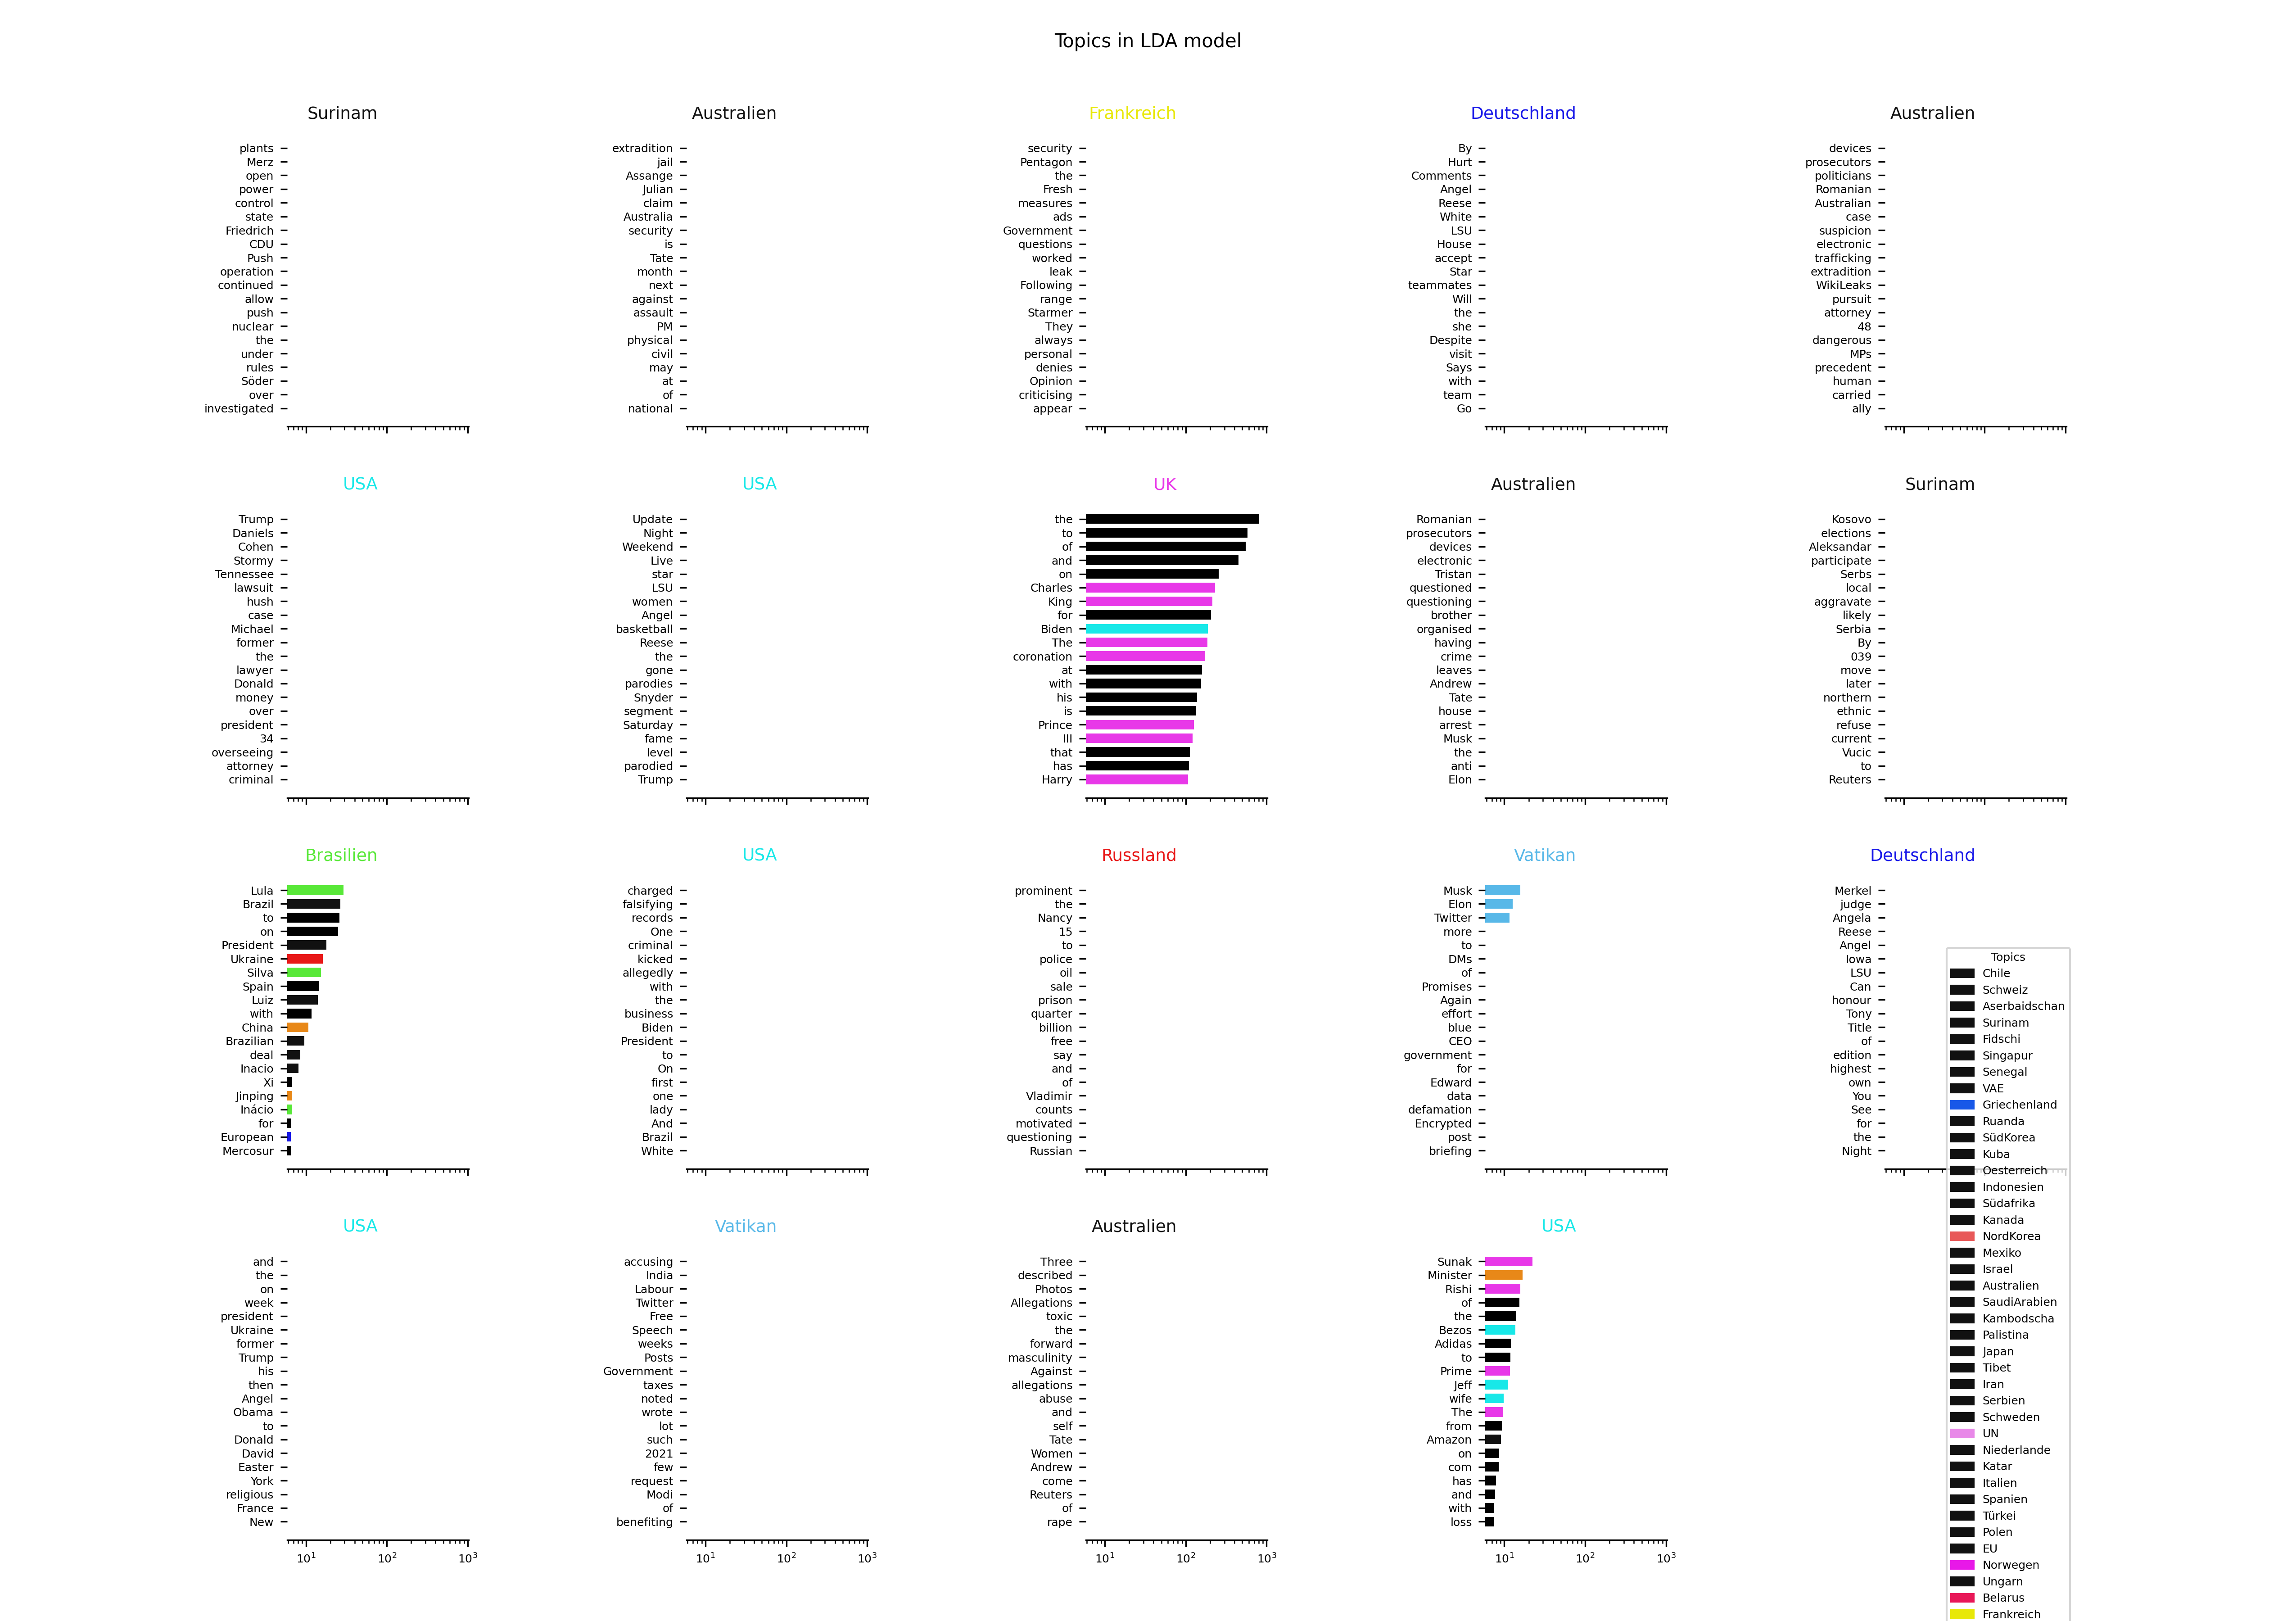 Topics in LDA model
Surinam
plants
Merz
open
power
control
state
Friedrich
CDU
Push
operation
continued
allow
push
nuclear
the
under
rules
Söder
over
investigated
Australien
extradition
jail
Assange
Julian
claim
Australia
security
is
Tate
month
next
against
assault
PM
physical
civil
may
at
of
national
Frankreich
security
Pentagon
the
Fresh
measures
ads
Government
questions
worked
leak
Following
range
Starmer
They
always
personal
denies
Opinion
criticising
appear
Deutschland
By
Hurt
Comments
Angel
Reese
White
LSU
House
accept
Star
teammates
Will
the
she
Despite
visit
Says
with
team
Go
Australien
devices
prosecutors
politicians
Romanian
Australian
case
suspicion
electronic
trafficking
extradition
WikiLeaks
pursuit
attorney
48
dangerous
MPs
precedent
human
carried
ally
USA
Trump
Daniels
Cohen
Stormy
Tennessee
lawsuit
hush
case
Michael
former
the
lawyer
Donald
money
over
president
34
overseeing
attorney
criminal
USA
Update
Night
Weekend
Live
star
LSU
women
Angel
basketball
Reese
the
gone
parodies
Snyder
segment
Saturday
fame
level
parodied
Trump
UK
the
to
of
and
on
Charles
King
for
Biden
The
coronation
at
with
his
is
Prince
III
that
has
Harry
Australien
Romanian
prosecutors
devices
electronic
Tristan
questioned
questioning
brother
organised
having
crime
leaves
Andrew
Tate
house
arrest
Musk
the
anti
Elon
Surinam
Kosovo
elections
Aleksandar
participate
Serbs
local
aggravate
likely
Serbia
By
039
move
later
northern
ethnic
refuse
current
Vucic
to
Reuters
Brasilien
Lula
Brazil
to
on
President
Ukraine
Silva
Spain
Luiz
with
China
Brazilian
deal
Inacio
Xi
Jinping
Inácio
for
European
Mercosur
USA
charged
falsifying
records
One
criminal
kicked
allegedly
with
the
business
Biden
President
to
On
first
one
lady
And
Brazil
White
Russland
prominent
the
Nancy
15
to
police
oil
sale
prison
quarter
billion
free
say
and
of
Vladimir
counts
motivated
questioning
Russian
Vatikan
Musk
Elon
Twitter
more
to
DMs
of
Promises
Again
effort
blue
CEO
government
for
Edward
data
defamation
Encrypted
post
briefing
Deutschland
Merkel
judge
Angela
Reese
Angel
Iowa
LSU
Can
honour
Tony
Title
of
edition
highest
own
You
See
for
the
Night
USA
and
the
on
week
president
Ukraine
former
Trump
his
then
Angel
Obama
to
Donald
David
Easter
York
religious
France
New
10¹ 10² 10³
Vatikan
accusing
India
Labour
Twitter
Free
Speech
weeks
Posts
Government
taxes
noted
wrote
lot
such
2021
few
request
Modi
of
benefiting
10¹ 10² 10³
Australien
Three
described
Photos
Allegations
toxic
the
forward
masculinity
Against
allegations
abuse
and
self
Tate
Women
Andrew
come
Reuters
of
rape
10¹ 10² 10³
USA
Sunak
Minister
Rishi
of
the
Bezos
Adidas
to
Prime
Jeff
wife
The
from
Amazon
on
com
has
and
with
loss
10¹ 10² 10³
Topics
Chile
Schweiz
Aserbaidschan
Surinam
Fidschi
Singapur
Senegal
VAE
Griechenland
Ruanda
SüdKorea
Kuba
Oesterreich
Indonesien
Südafrika
Kanada
NordKorea
Mexiko
Israel
Australien
SaudiArabien
Kambodscha
Palistina
Japan
Tibet
Iran
Serbien
Schweden
UN
Niederlande
Katar
Italien
Spanien
Türkei
Polen
EU
Norwegen
Ungarn
Belarus
Frankreich